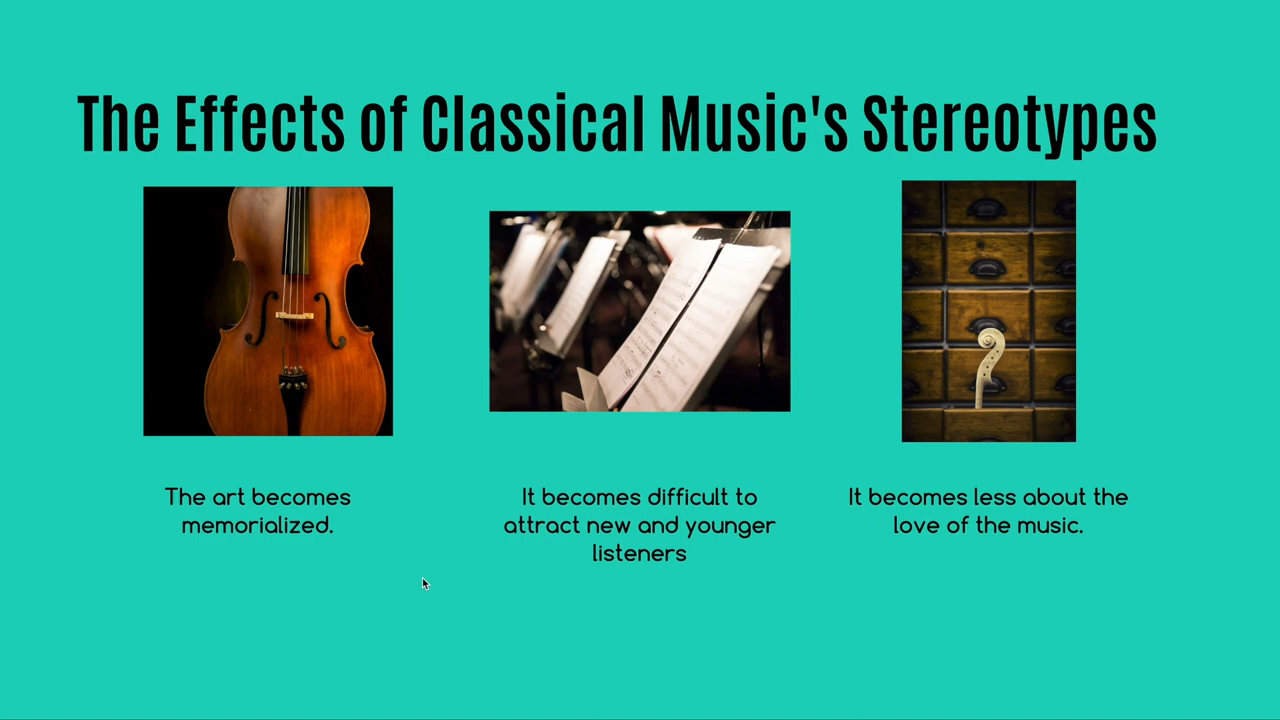 The Effects of Classical Music's Stereotypes
The art becomes
memorialized.
It becomes difficult to
attract new and younger
listeners
It becomes less about the
love of the music.